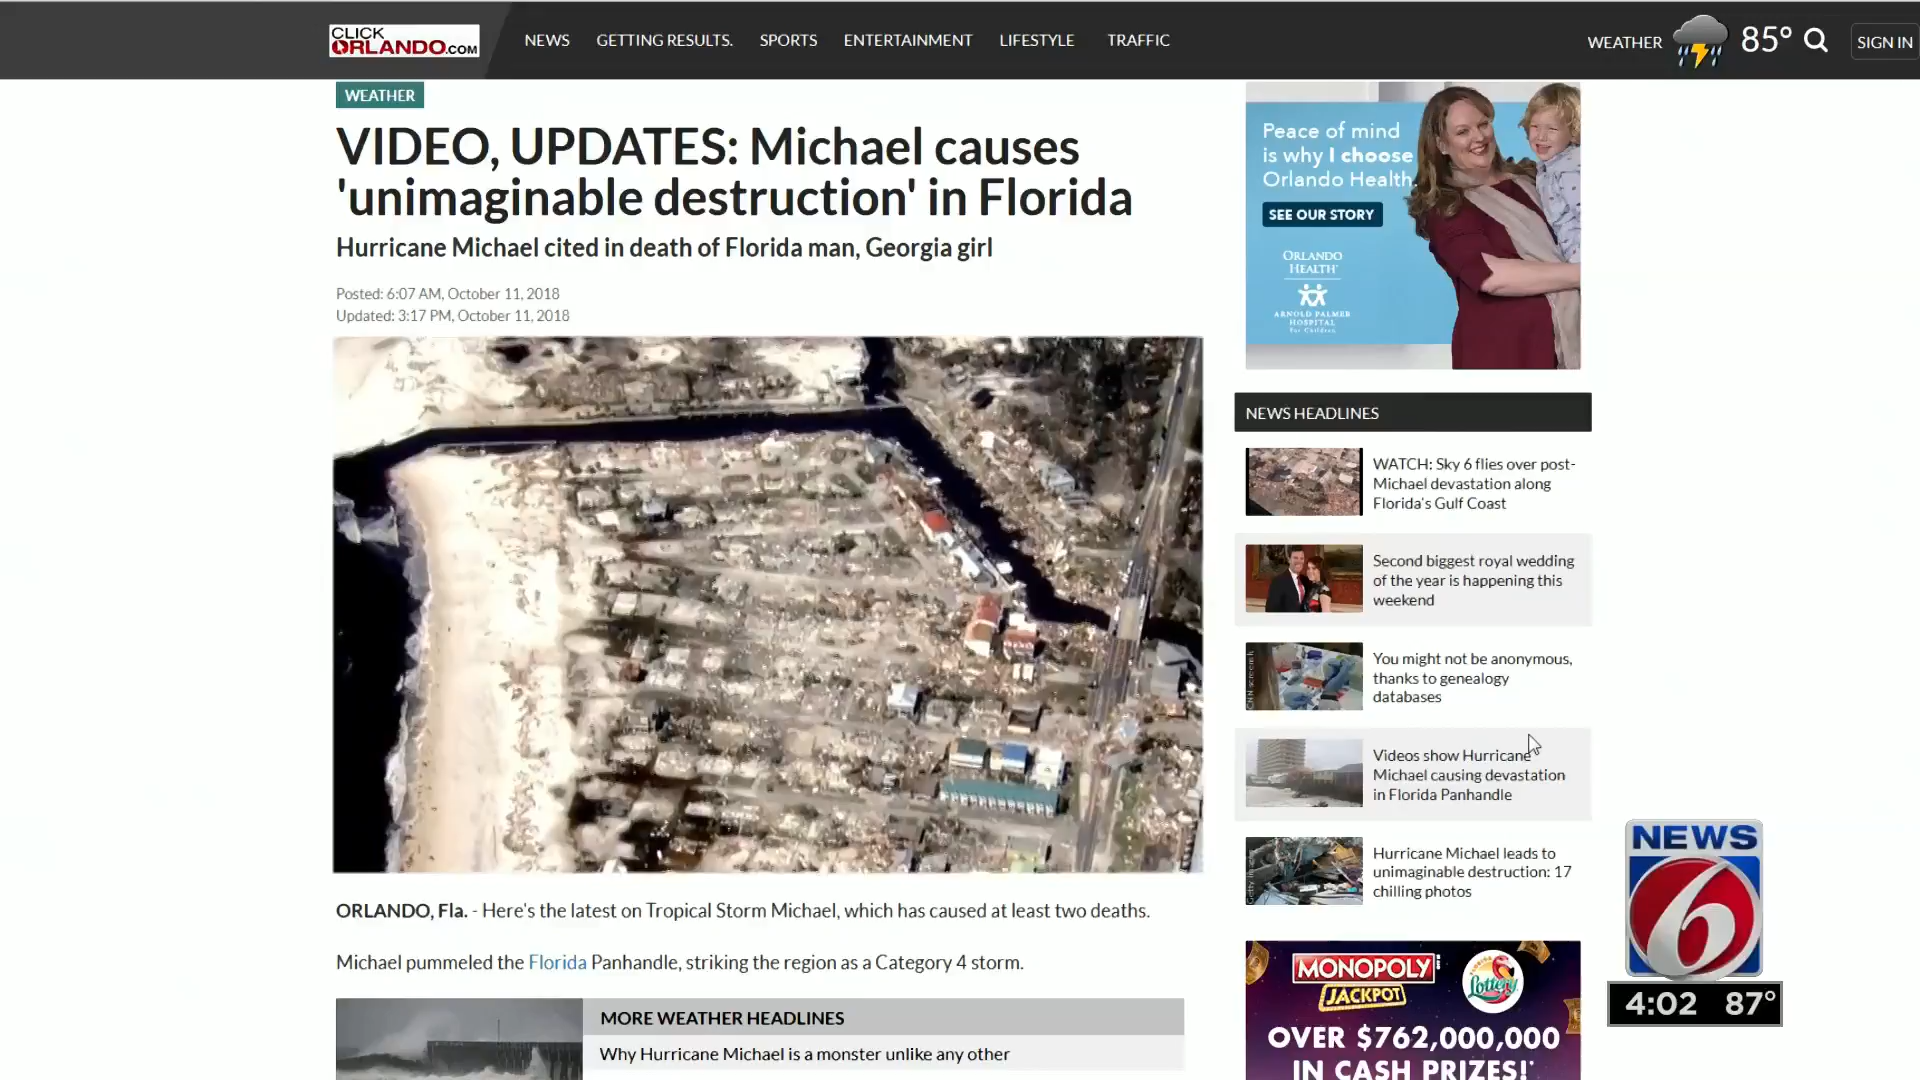 CLICK
ORLANDO.COM
NEWS
GETTING RESULTS.
SPORTS
ENTERTAINMENT
LIFESTYLE
TRAFFIC
WEATHER
85°
SIGN IN
WEATHER
VIDEO, UPDATES: Michael causes
'unimaginable destruction' in Florida
Hurricane Michael cited in death of Florida man, Georgia girl
Posted: 6:07 AM, October 11, 2018
Updated: 3:17 PM, October 11, 2018
ORLANDO, Fla. - Here's the latest on Tropical Storm Michael, which has caused at least two deaths.
Michael pummeled the Florida Panhandle, striking the region as a Category 4 storm.
MORE WEATHER HEADLINES
Why Hurricane Michael is a monster unlike any other
Peace of mind
is why I choose
Orlando Health.
SEE OUR STORY
ORLANDO
HEALTH
ARNOLD PALMER
HOSPITAL
For Children
NEWS HEADLINES
WATCH: Sky 6 flies over post-
Michael devastation along
Florida's Gulf Coast
Second biggest royal wedding
of the year is happening this
weekend
CNN screensh
You might not be anonymous,
thanks to genealogy
databases
Videos show Hurricane
Michael causing devastation
in Florida Panhandle
Getty Images
Hurricane Michael leads to
unimaginable destruction: 17
chilling photos
MONOPOLY
JACKPOT
FLORIDA
Lottery
OVER $762,000,000
IN CASH PRIZES!*
NEWS
6
4:02 87°